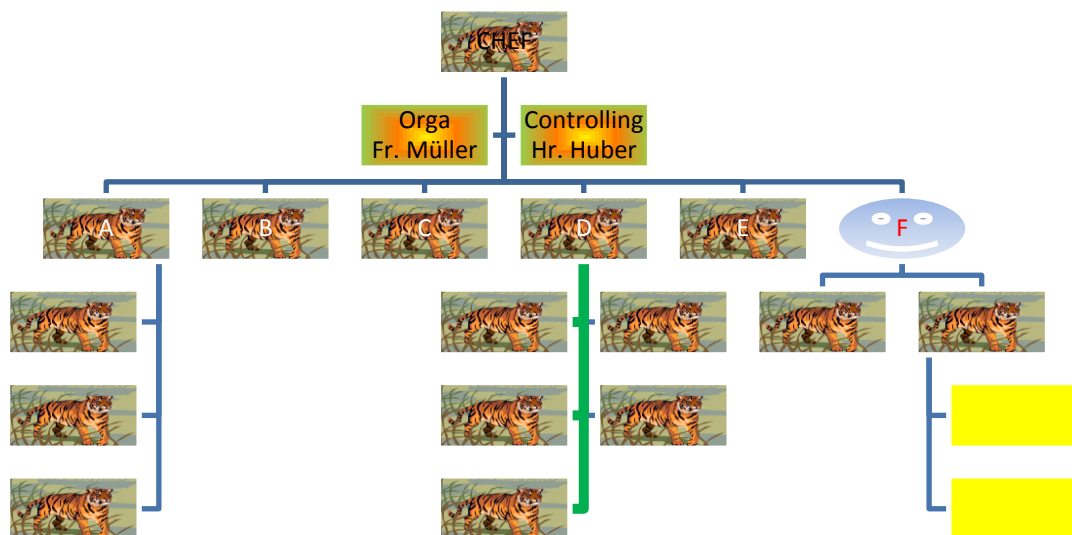 CHEF
Orga
Fr. Müller
Controlling
Hr. Huber
A
B
C
D
E
F